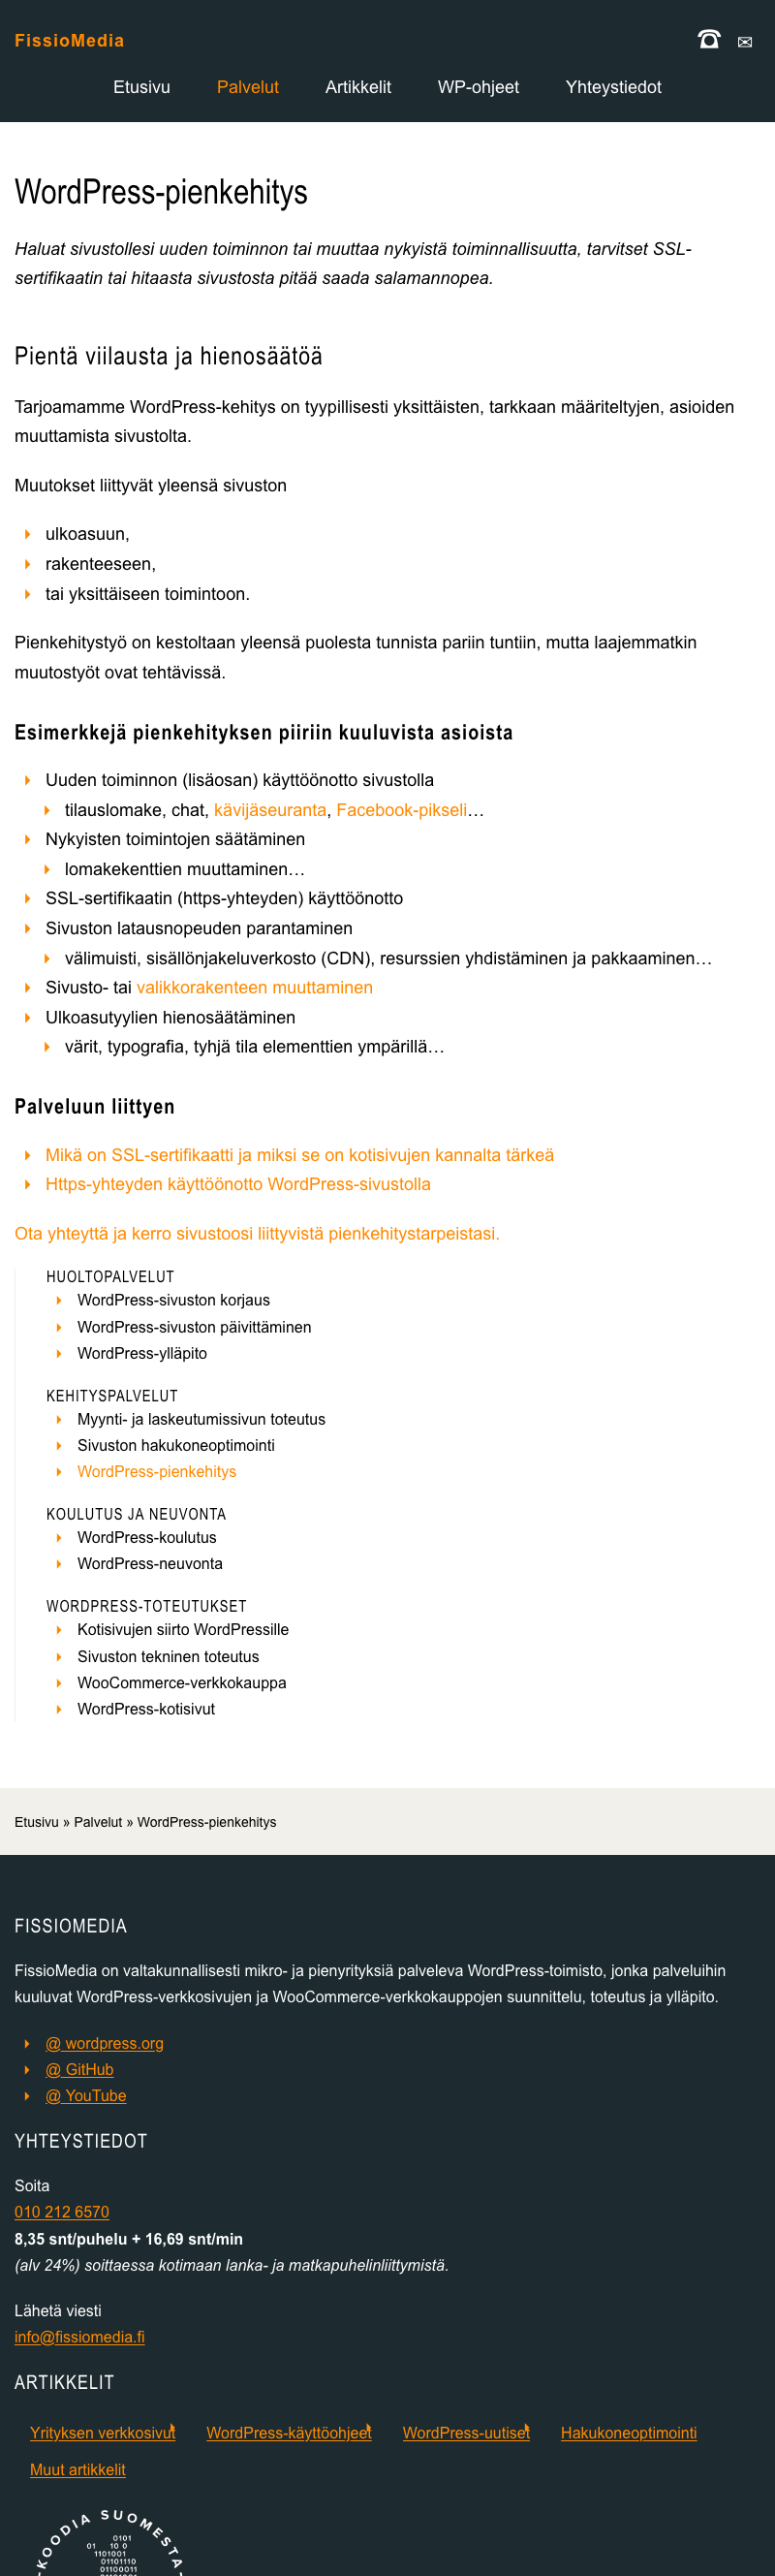 FissioMedia
Etusivu Palvelut Artikkelit WP-ohjeet Yhteystiedot
WordPress-pienkehitys
Haluat sivustollesi uuden toiminnon tai muuttaa nykyistä toiminnallisuutta, tarvitset SSL-
sertifikaatin tai hitaasta sivustosta pitää saada salamannopea.
Pientä viilausta ja hienosäätöä
Tarjoamamme WordPress-kehitys on tyypillisesti yksittäisten, tarkkaan määriteltyjen, asioiden
muuttamista sivustolta.
Muutokset liittyvät yleensä sivuston
ulkoasuun,
rakenteeseen,
tai yksittäiseen toimintoon.
Pienkehitystyö on kestoltaan yleensä puolesta tunnista pariin tuntiin, mutta laajemmatkin
muutostyöt ovat tehtävissä.
Esimerkkejä pienkehityksen piiriin kuuluvista asioista
Uuden toiminnon (lisäosan) käyttöönotto sivustolla
tilauslomake, chat, kävijäseuranta, Facebook-pikseli…
Nykyisten toimintojen säätäminen
lomakekenttien muuttaminen…
SSL-sertifikaatin (https-yhteyden) käyttöönotto
Sivuston latausnopeuden parantaminen
välimuisti, sisällönjakeluverkosto (CDN), resurssien yhdistäminen ja pakkaaminen…
Sivusto- tai valikkorakenteen muuttaminen
Ulkoasutyylien hienosäätäminen
värit, typografia, tyhjä tila elementtien ympärillä…
Palveluun liittyen
Mikä on SSL-sertifikaatti ja miksi se on kotisivujen kannalta tärkeä
Https-yhteyden käyttöönotto WordPress-sivustolla
Ota yhteyttä ja kerro sivustoosi liittyvistä pienkehitystarpeistasi.
HUOLTOPALVELUT
WordPress-sivuston korjaus
WordPress-sivuston päivittäminen
WordPress-ylläpito
KEHITYSPALVELUT
Myynti- ja laskeutumissivun toteutus
Sivuston hakukoneoptimointi
WordPress-pienkehitys
KOULUTUS JA NEUVONTA
WordPress-koulutus
WordPress-neuvonta
WORDPRESS-TOTEUTUKSET
Kotisivujen siirto WordPressille
Sivuston tekninen toteutus
WooCommerce-verkkokauppa
WordPress-kotisivut
Etusivu » Palvelut » WordPress-pienkehitys
FISSIOMEDIA
FissioMedia on valtakunnallisesti mikro- ja pienyrityksiä palveleva WordPress-toimisto, jonka palveluihin
kuuluvat WordPress-verkkosivujen ja WooCommerce-verkkokauppojen suunnittelu, toteutus ja ylläpito.
@ wordpress.org
@ GitHub
@ YouTube
YHTEYSTIEDOT
Soita
010 212 6570
8,35 snt/puhelu + 16,69 snt/min
(alv 24%) soittaessa kotimaan lanka- ja matkapuhelinliittymistä.
Lähetä viesti
info@fissiomedia.fi
ARTIKKELIT
Yrityksen verkkosivut WordPress-käyttöohjeet WordPress-uutiset Hakukoneoptimointi
Muut artikkelit
KOODIA SUOMESTA
0101
01 10 0
1101001
01101110
01100011